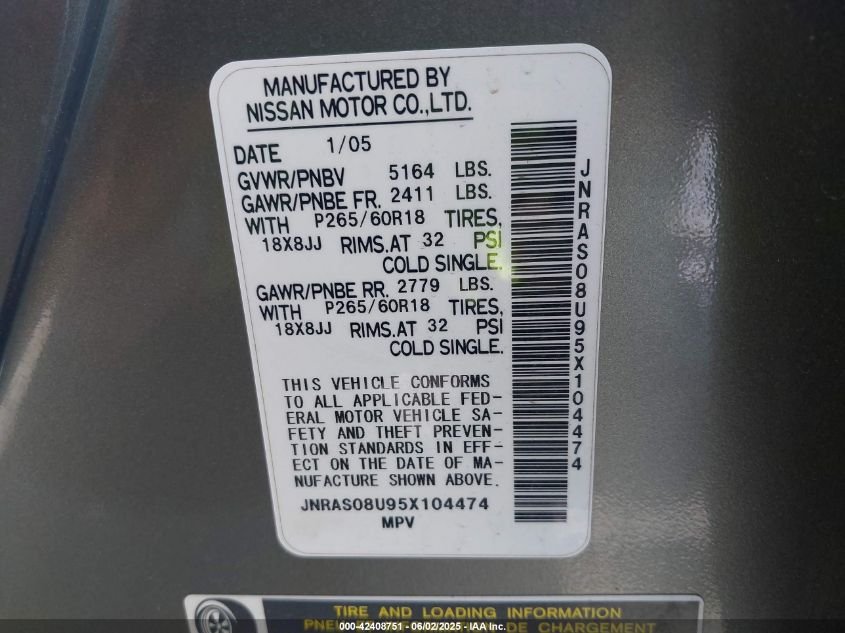 MANUFACTURED BY
NISSAN MOTOR CO.,LTD.
DATE 1/05
GVWR/PNBV 5164 LBS.
GAWR/PNBE FR. 2411 LBS.
WITH P265/60R18 TIRES,
18X8JJ RIMS.AT 32 PSI
COLD SINGLE.
GAWR/PNBE RR. 2779 LBS.
WITH P265/60R18 TIRES,
18X8JJ RIMS.AT 32 PSI
COLD SINGLE.
THIS VEHICLE CONFORMS
TO ALL APPLICABLE FED-
ERAL MOTOR VEHICLE SA-
FETY AND THEFT PREVEN-
TION STANDARDS IN EFF-
ECT ON THE DATE OF MA-
NUFACTURE SHOWN ABOVE.
JNRAS08U95X104474
MPV
JNRAS08U95X104474
TIRE AND LOADING INFORMATION
DE CHARGEMENT
000-42408751 - 06/02/2025 - IAA Inc.